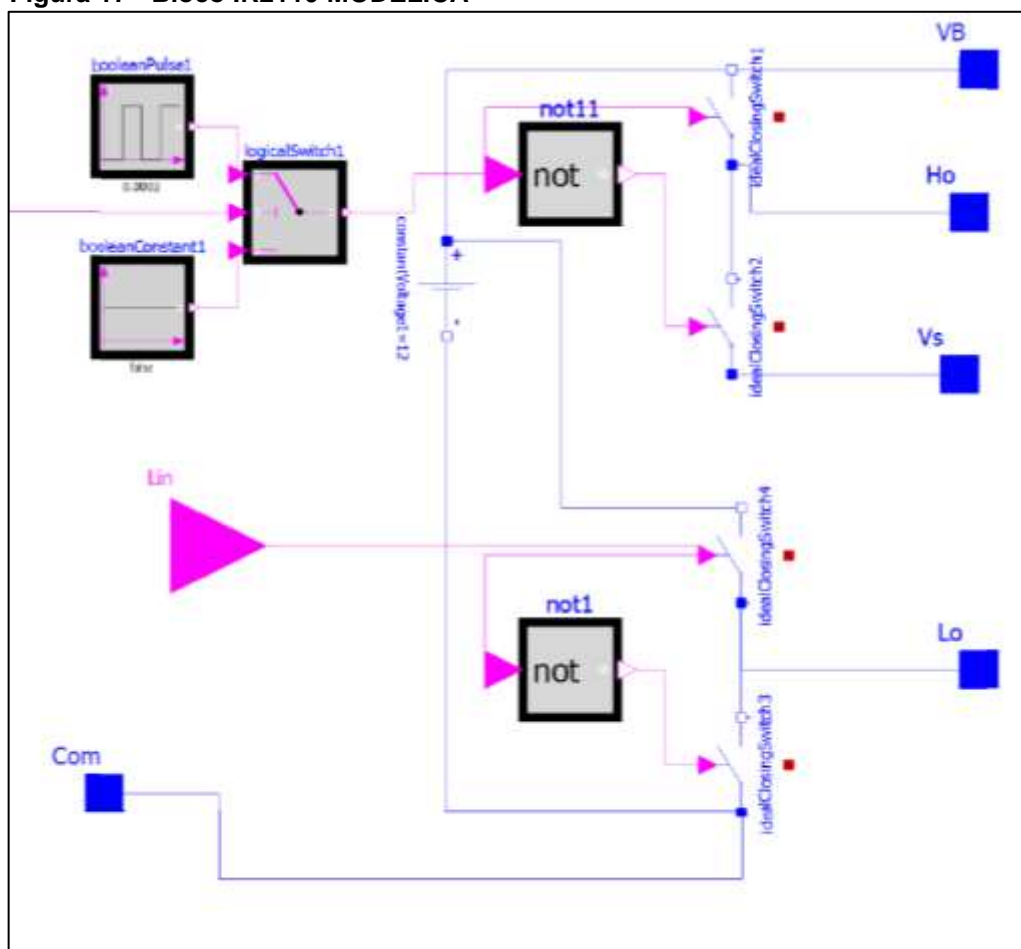 Figura 17 - Bloco IR2110 MODELICA
VB
booleanPulse1
idealClosingSwitch1
not11
logicalSwitch1
not
Ho
booleanConstant1
constantVoltage1=12
+
-
idealClosingSwitch2
Vs
false
Lin
idealClosingSwitch4
not1
not
Lo
idealClosingSwitch3
Com